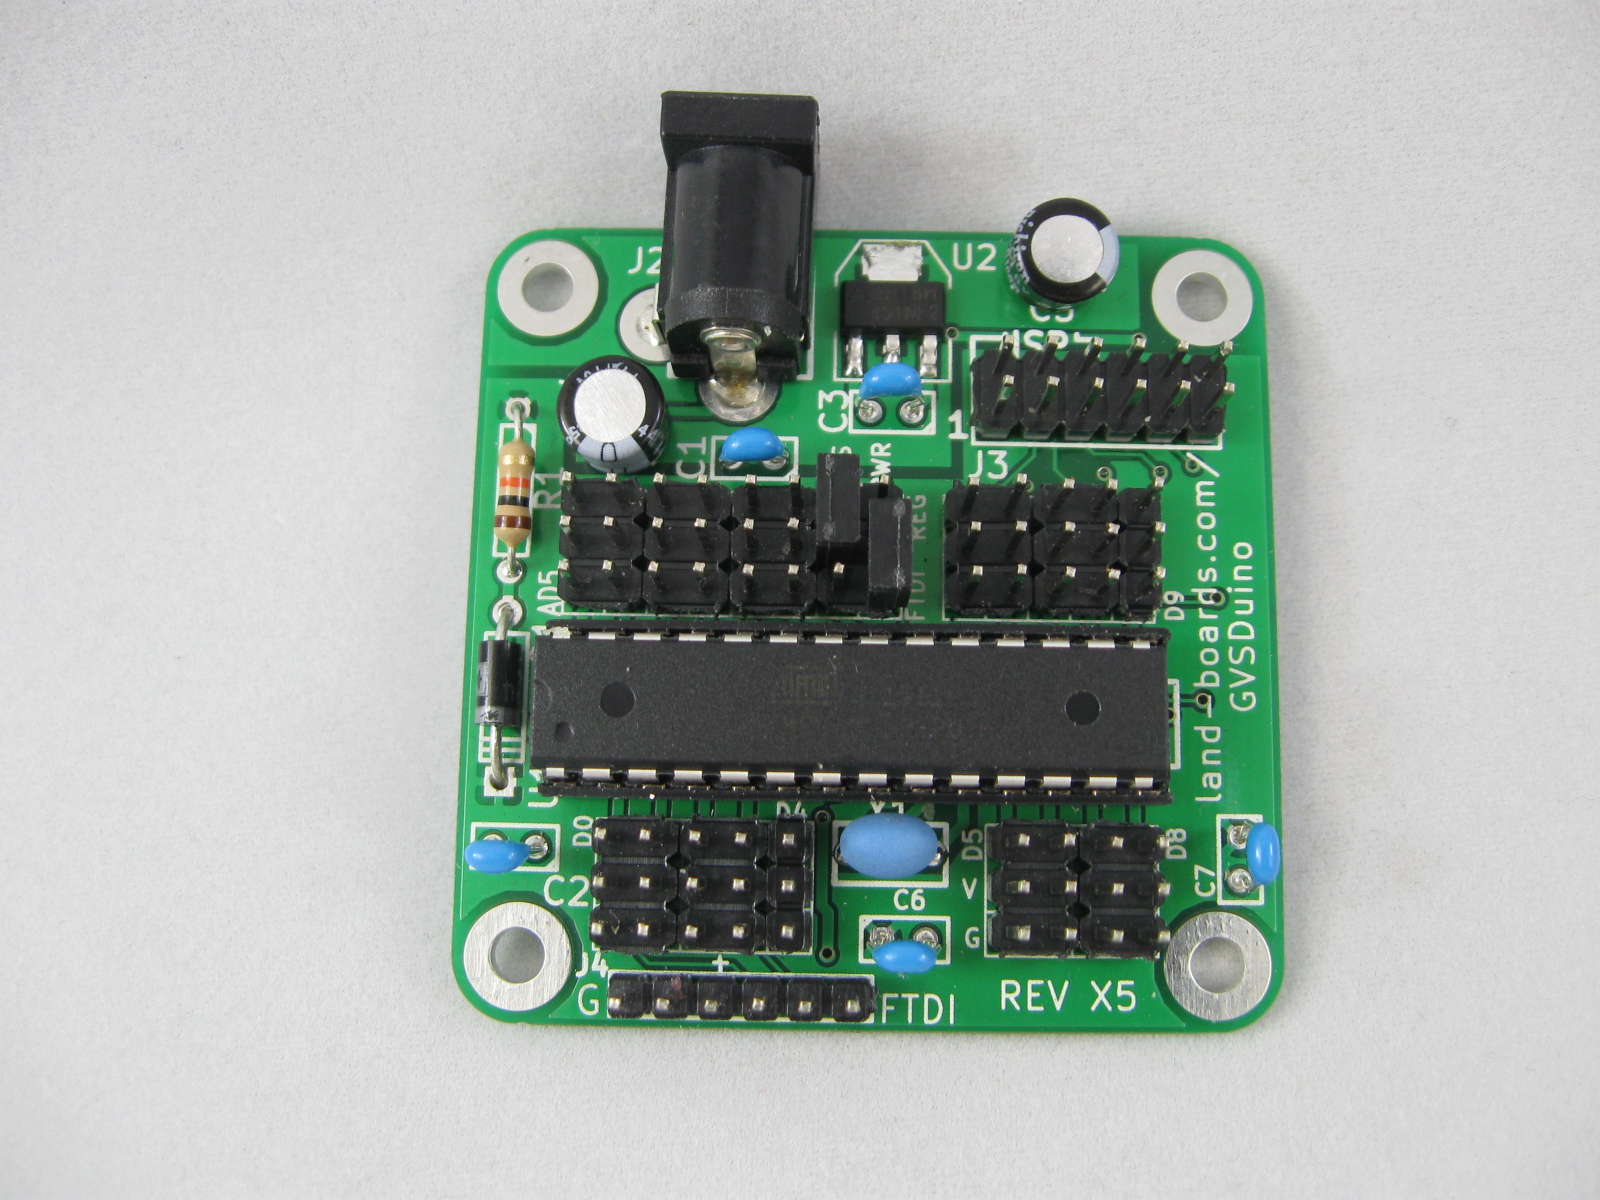 J2
U2
C3
1
J3
C1
PWR
R1
FTDI REG
AD5
D9
land-boards.com/
GVSDuino
U1
D0
D4
D5
D8
V
C2
C6
C7
G
J4
+
G
FTDI
REV X5